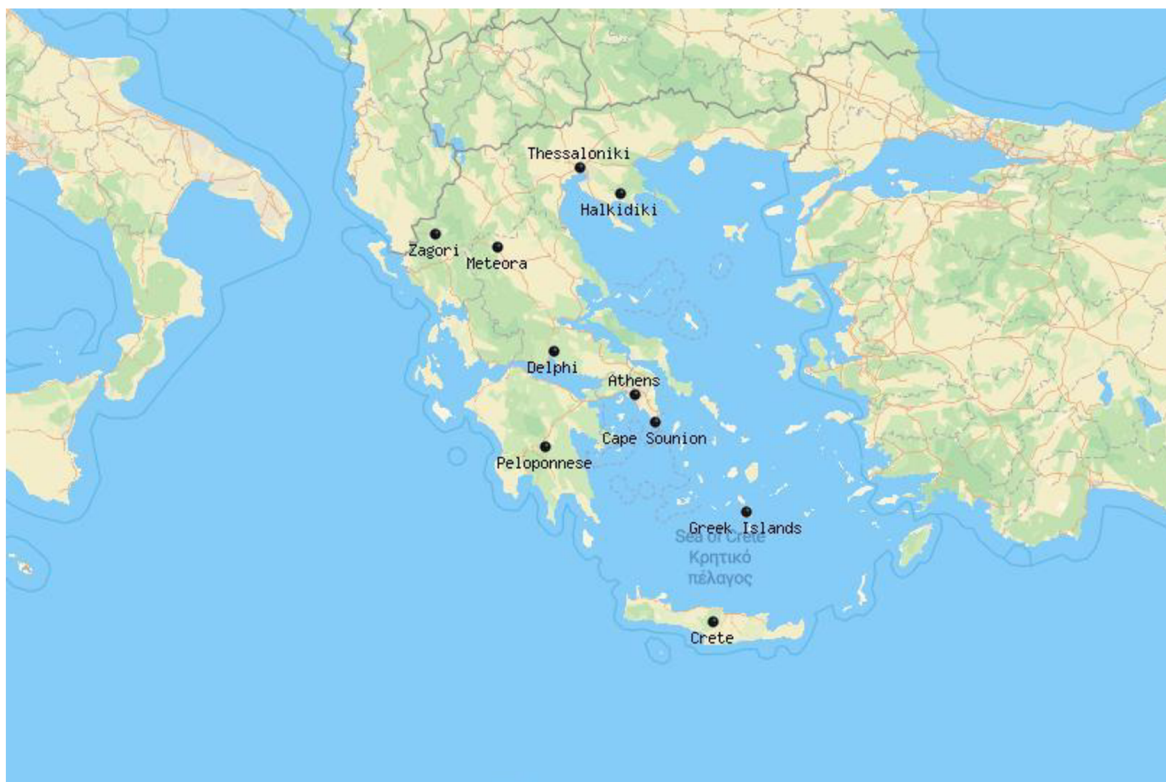 Thessaloniki
Halkidiki
Zagori
Meteora
Delphi
Athens
Cape Sounion
Peloponnese
Greek Islands
Sea of Crete
Κρητικό
πέλαγος
Crete